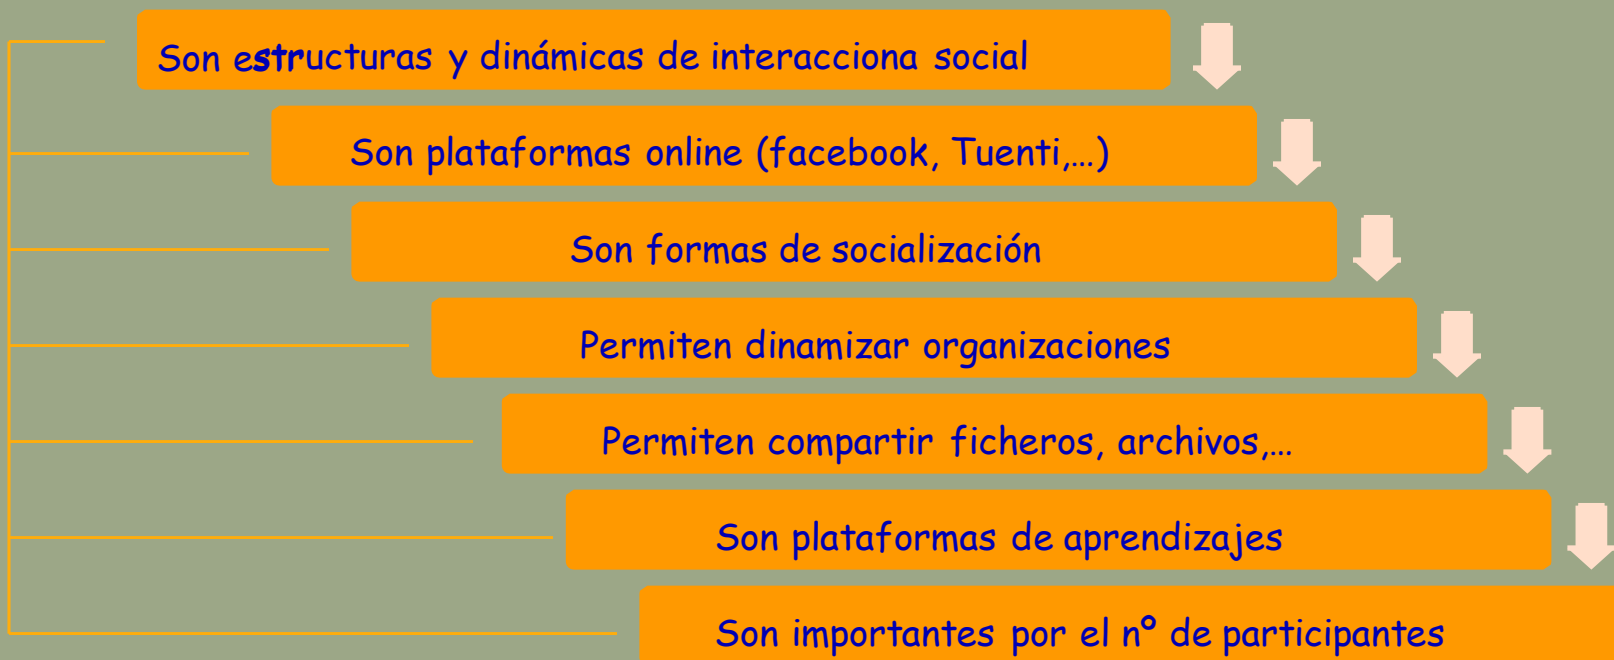 Son estructuras y dinámicas de interacciona social
Son plataformas online (facebook, Tuenti,...)
Son formas de socialización
Permiten dinamizar organizaciones
Permiten compartir ficheros, archivos,...
Son plataformas de aprendizajes
Son importantes por el nº de participantes